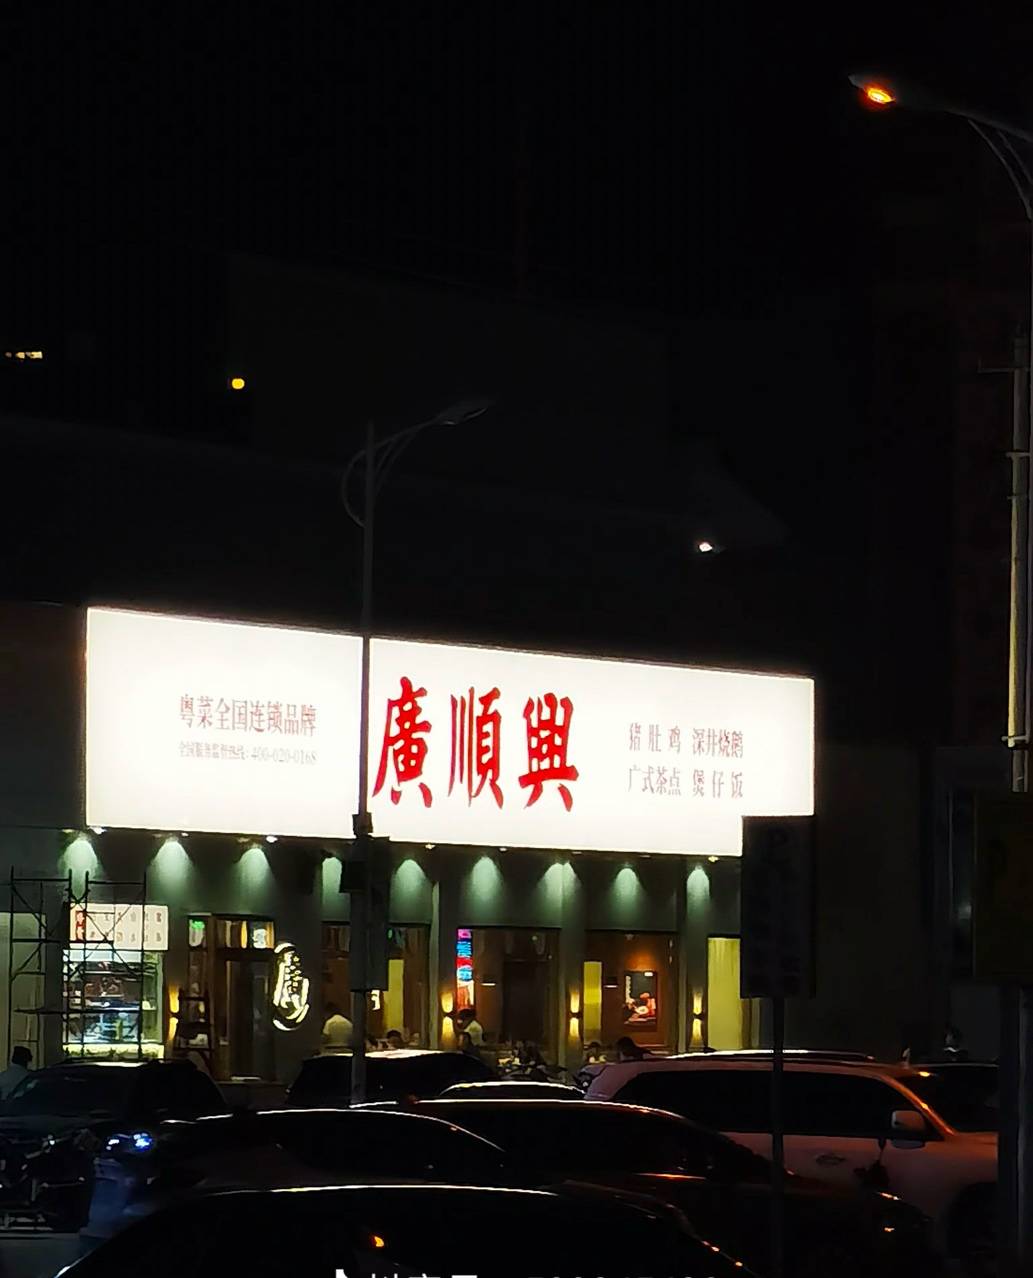 粤菜全国连锁品牌
全国服务监督热线:400-020-0168
廣順興
猪肚鸡 深井烧鹅
广式茶点 煲仔饭